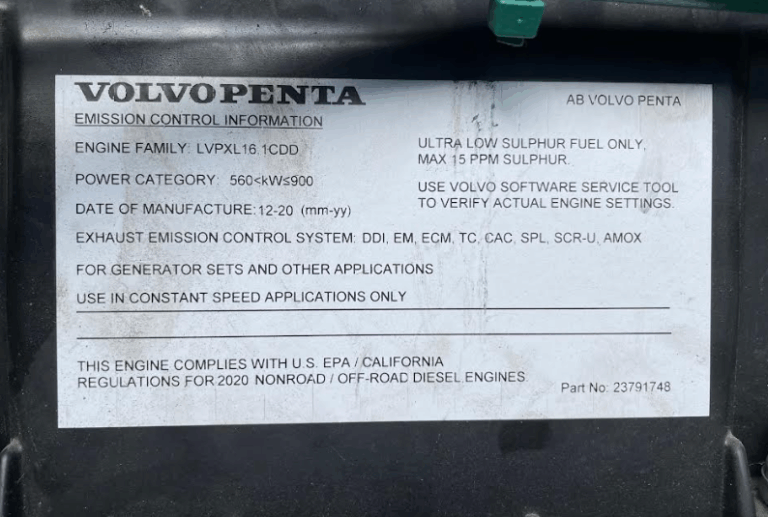 VOLVO PENTA
AB VOLVO PENTA
EMISSION CONTROL INFORMATION
ENGINE FAMILY: LVPXL16.1CDD
POWER CATEGORY: 560<kW≤900
DATE OF MANUFACTURE: 12-20 (mm-yy)
ULTRA LOW SULPHUR FUEL ONLY,
MAX 15 PPM SULPHUR.
USE VOLVO SOFTWARE SERVICE TOOL
TO VERIFY ACTUAL ENGINE SETTINGS.
EXHAUST EMISSION CONTROL SYSTEM: DDI, EM, ECM, TC, CAC, SPL, SCR-U, AMOX
FOR GENERATOR SETS AND OTHER APPLICATIONS
USE IN CONSTANT SPEED APPLICATIONS ONLY
THIS ENGINE COMPLIES WITH U.S. EPA / CALIFORNIA
REGULATIONS FOR 2020 NONROAD / OFF-ROAD DIESEL ENGINES.
Part No: 23791748